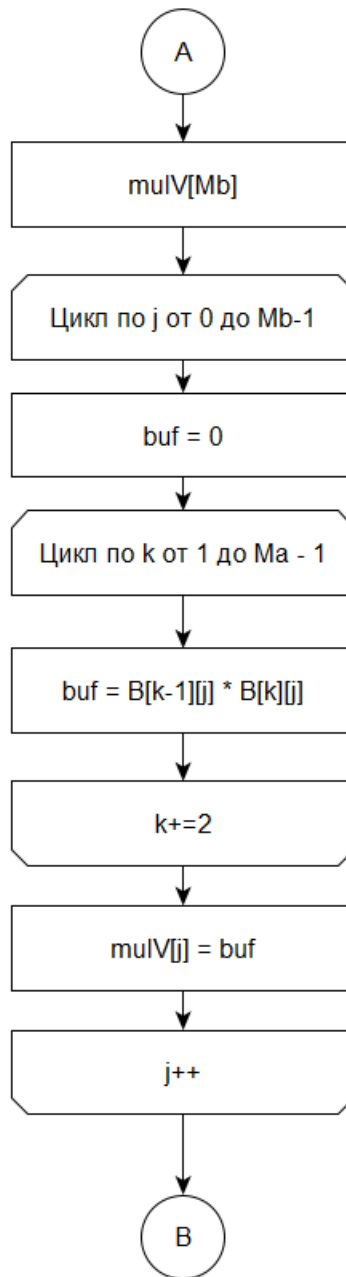 A
mulV[Mb]
Цикл по j от 0 до Mb-1
buf = 0
Цикл по k от 1 до Ma - 1
buf = B[k-1][j] * B[k][j]
k+=2
mulV[j] = buf
j++
B